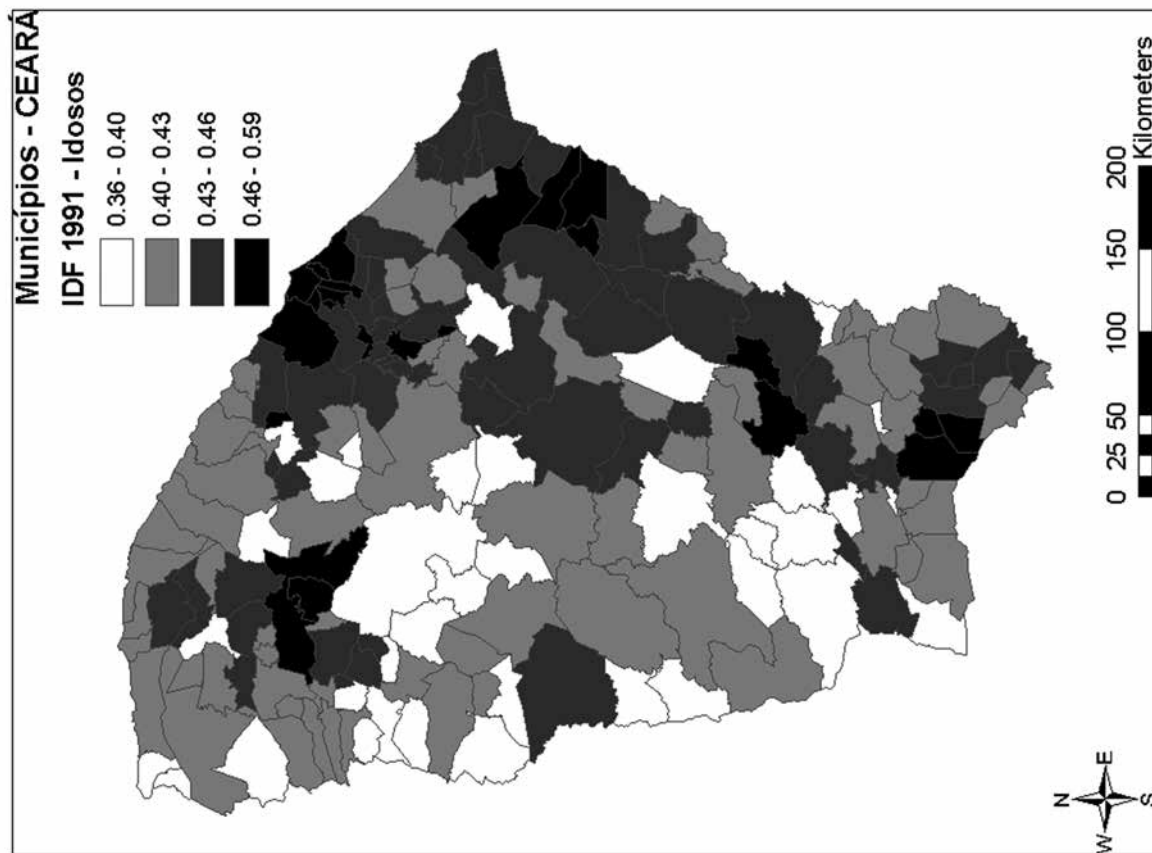 Municípios - CEARÁ
IDF 1991 - Idosos
0.36 - 0.40
0.40 - 0.43
0.43 - 0.46
0.46 - 0.59
N
W E
S
0 25 50 100 150 200
Kilometers